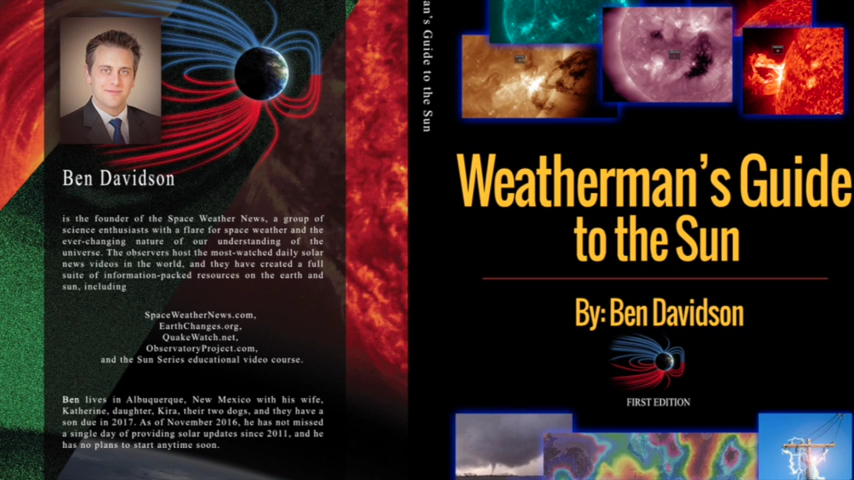 Ben Davidson
is the founder of the Space Weather News, a group of
science enthusiasts with a flare for space weather and the
ever-changing nature of our understanding of the
universe. The observers host the most-watched daily solar
news videos in the world, and they have created a full
suite of information-packed resources on the earth and
sun, including
SpaceWeatherNews.com,
EarthChanges.org,
QuakeWatch.net,
ObservatoryProject.com,
and the Sun Series educational video course.
Ben lives in Albuquerque, New Mexico with his wife,
Katherine, daughter, Kira, their two dogs, and they have a
son due in 2017. As of November 2016, he has not missed
a single day of providing solar updates since 2011, and he
has no plans to start anytime soon.
an's Guide to the Sun
Weatherman's Guide
to the Sun
By: Ben Davidson
FIRST EDITION